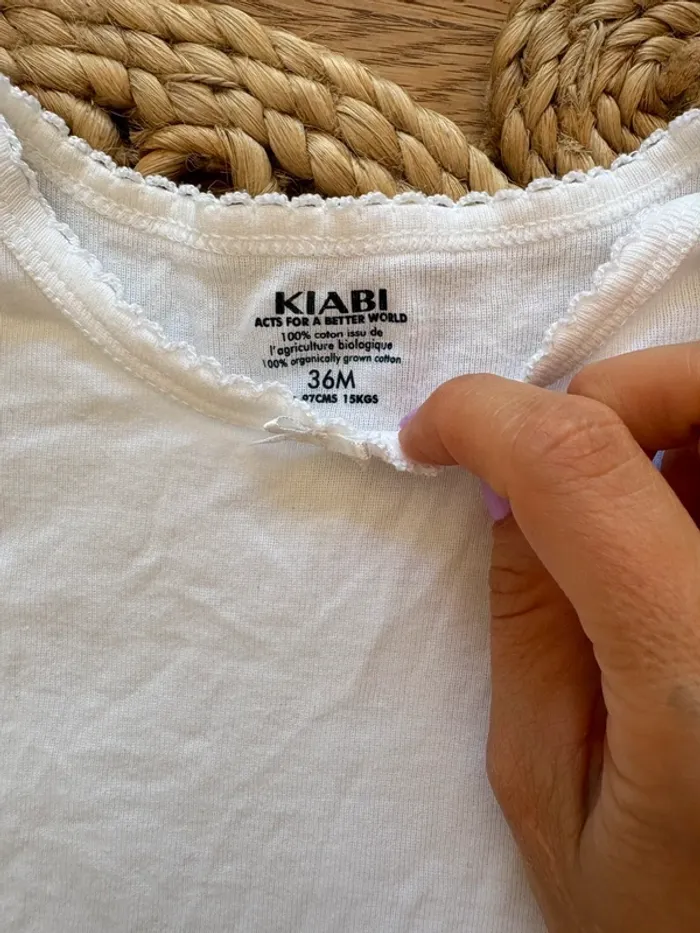 KIABI
ACTS FOR A BETTER WORLD
100% coton issu de
l'agriculture biologique
100% organically grown cotton
36M
97CMS 15KGS